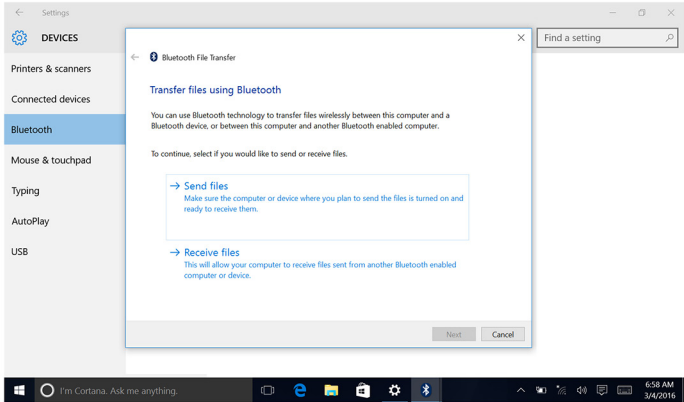 Settings
DEVICES
Find a setting
Printers & scanners
Connected devices
Bluetooth
Mouse & touchpad
Typing
AutoPlay
USB
Bluetooth File Transfer
Transfer files using Bluetooth
You can use Bluetooth technology to transfer files wirelessly between this computer and a
Bluetooth device, or between this computer and another Bluetooth enabled computer.
To continue, select if you would like to send or receive files.
Send files
Make sure the computer or device where you plan to send the files is turned on and
ready to receive them.
Receive files
This will allow your computer to receive files sent from another Bluetooth enabled
computer or device.
Next
Cancel
I'm Cortana. Ask me anything.
6:58 AM
3/4/2016